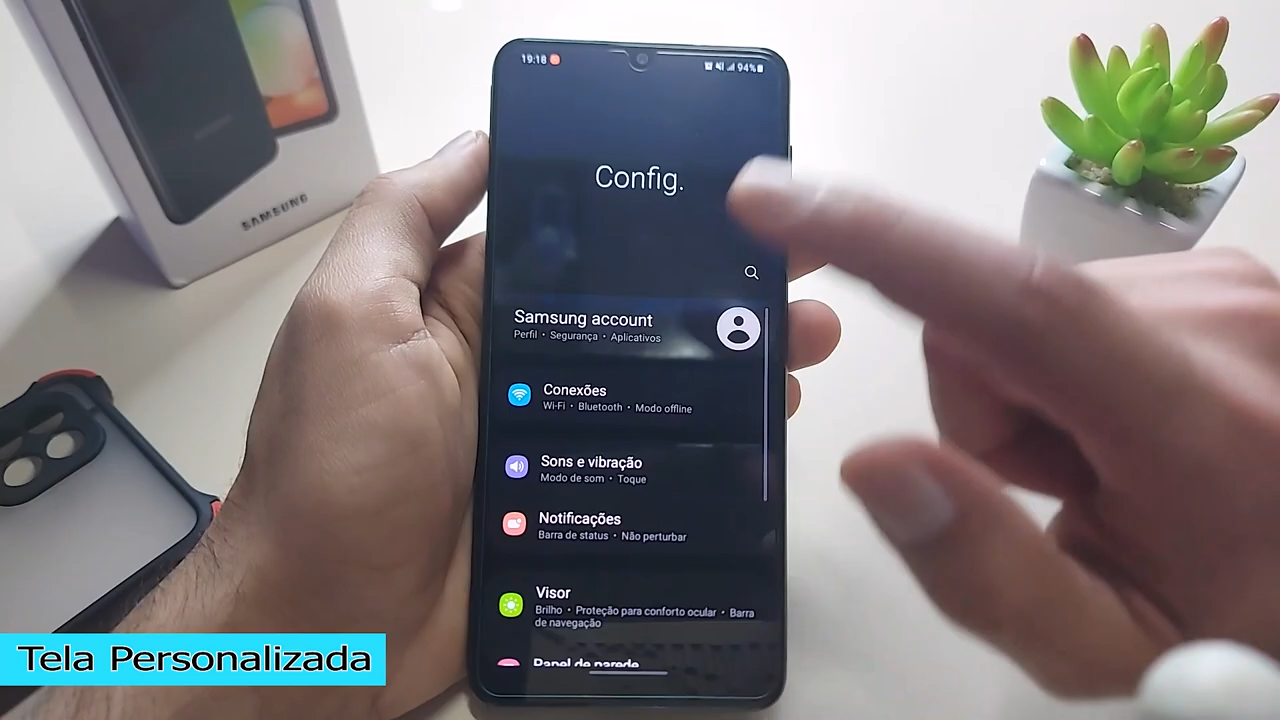 19:18
94%
Config.
Samsung account
Perfil • Segurança • Aplicativos
Conexões
Wi-Fi • Bluetooth • Modo offline
Sons e vibração
Modo de som • Toque
Notificações
Barra de status • Não perturbar
Visor
Brilho • Proteção para conforto ocular • Barra
de navegação
Papel de parede
SAMSUNG
Tela Personalizada